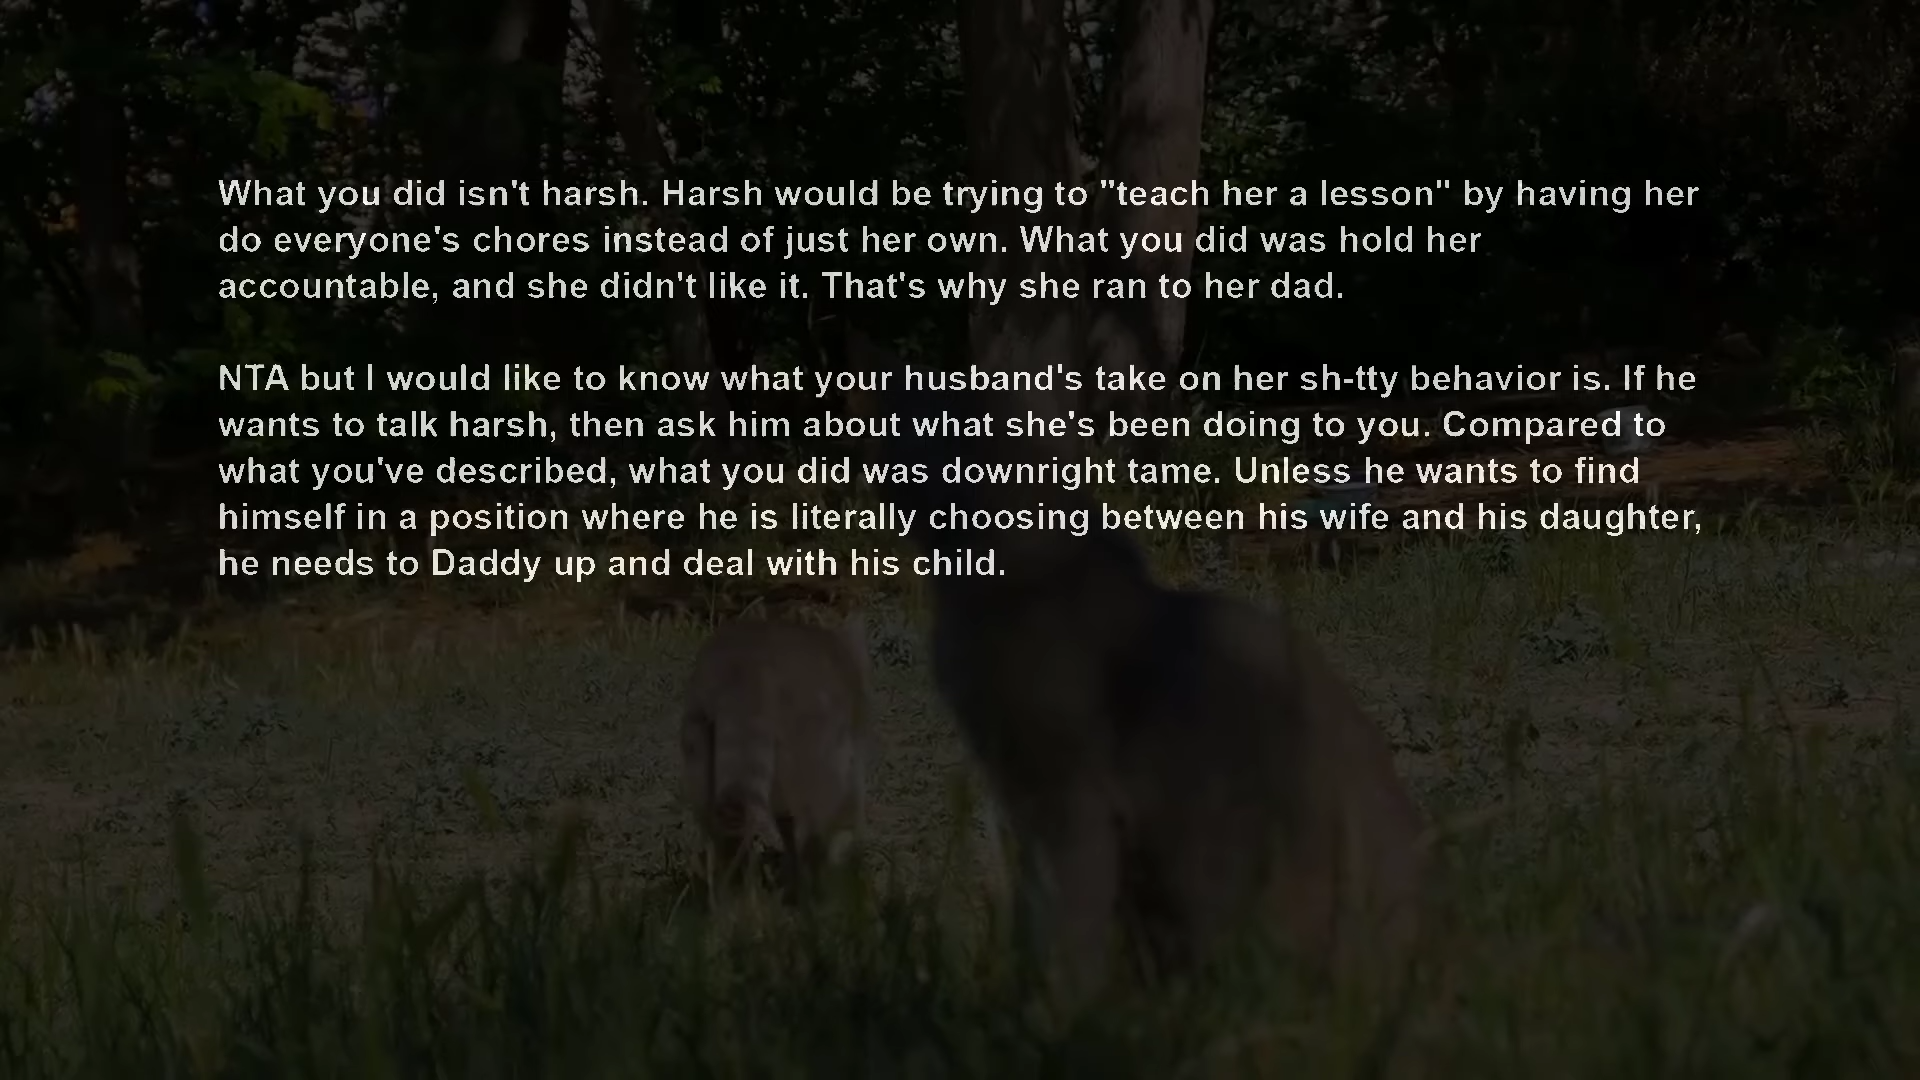 What you did isn't harsh. Harsh would be trying to "teach her a lesson" by having her
do everyone's chores instead of just her own. What you did was hold her
accountable, and she didn't like it. That's why she ran to her dad.
NTA but I would like to know what your husband's take on her sh-tty behavior is. If he
wants to talk harsh, then ask him about what she's been doing to you. Compared to
what you've described, what you did was downright tame. Unless he wants to find
himself in a position where he is literally choosing between his wife and his daughter,
he needs to Daddy up and deal with his child.